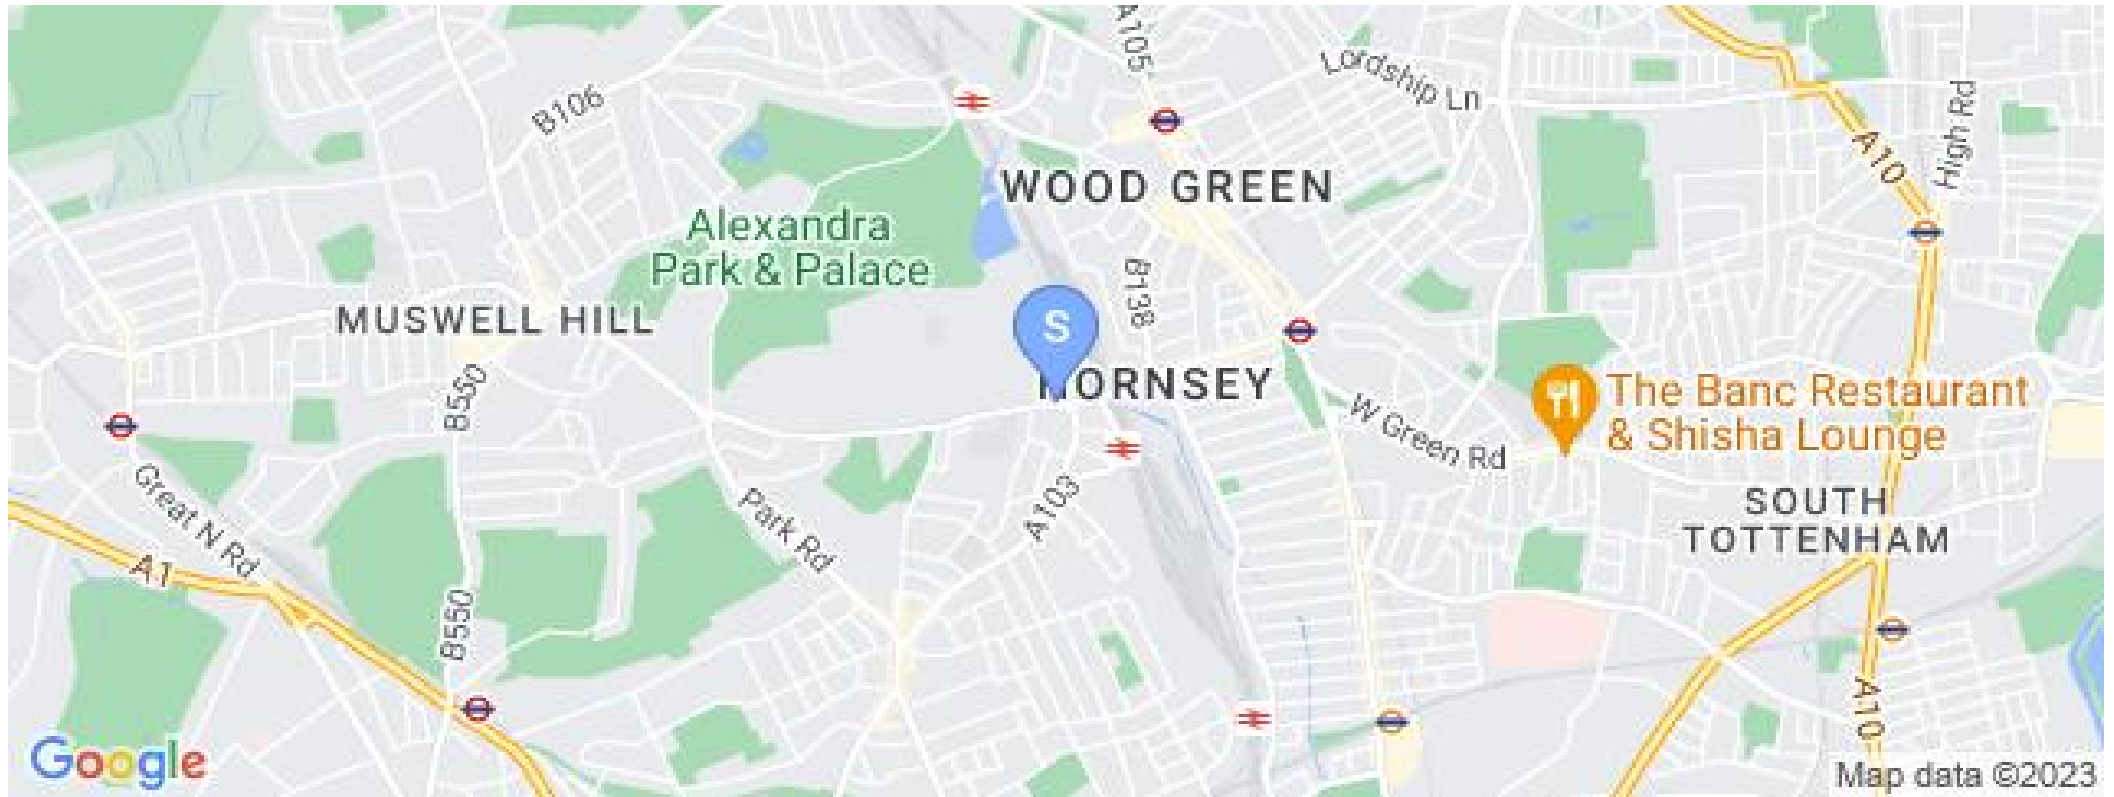 A105
Lordship Ln
B106
High Rd
A10
WOOD GREEN
Alexandra
Park & Palace
B138
MUSWELL HILL
S
HORNSEY
B550
The Banc Restaurant
& Shisha Lounge
W Green Rd
Great N Rd
Park Rd
A103
SOUTH
TOTTENHAM
A1
B550
A10
Google
Map data ©2023